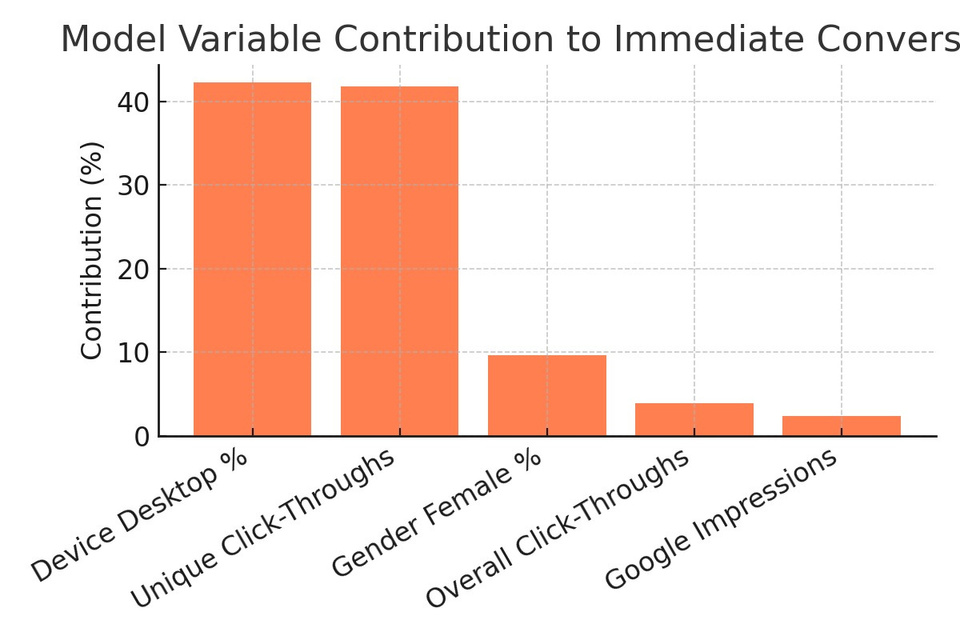 Model Variable Contribution to Immediate Convers
Contribution (%)
40
30
20
10
0
Device Desktop %
Unique Click-Throughs
Gender Female %
Overall Click-Throughs
Google Impressions